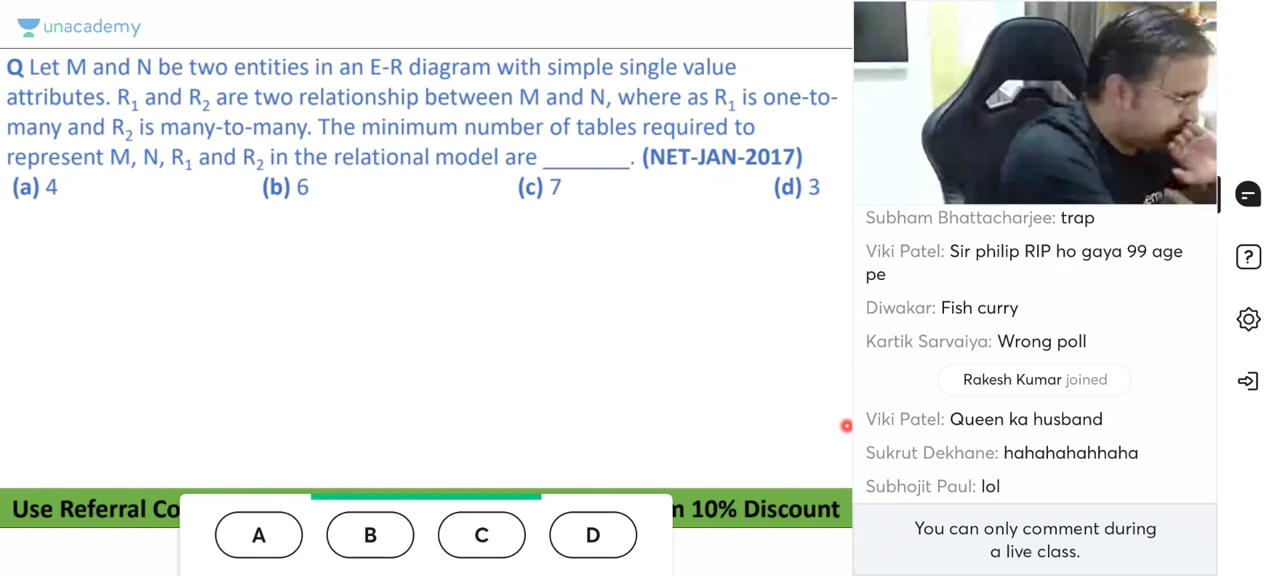 unacademy
Q Let M and N be two entities in an E-R diagram with simple single value
attributes. R1 and R2 are two relationship between M and N, where as R1 is one-to-
many and R2 is many-to-many. The minimum number of tables required to
represent M, N, R1 and R2 in the relational model are _______. (NET-JAN-2017)
(a) 4 (b) 6 (c) 7 (d) 3
Use Referral Co
n 10% Discount
A B C D
Subham Bhattacharjee: trap
Viki Patel: Sir philip RIP ho gaya 99 age
pe
Diwakar: Fish curry
Kartik Sarvaiya: Wrong poll
Rakesh Kumar joined
Viki Patel: Queen ka husband
Sukrut Dekhane: hahahahahhaha
Subhojit Paul: lol
You can only comment during
a live class.